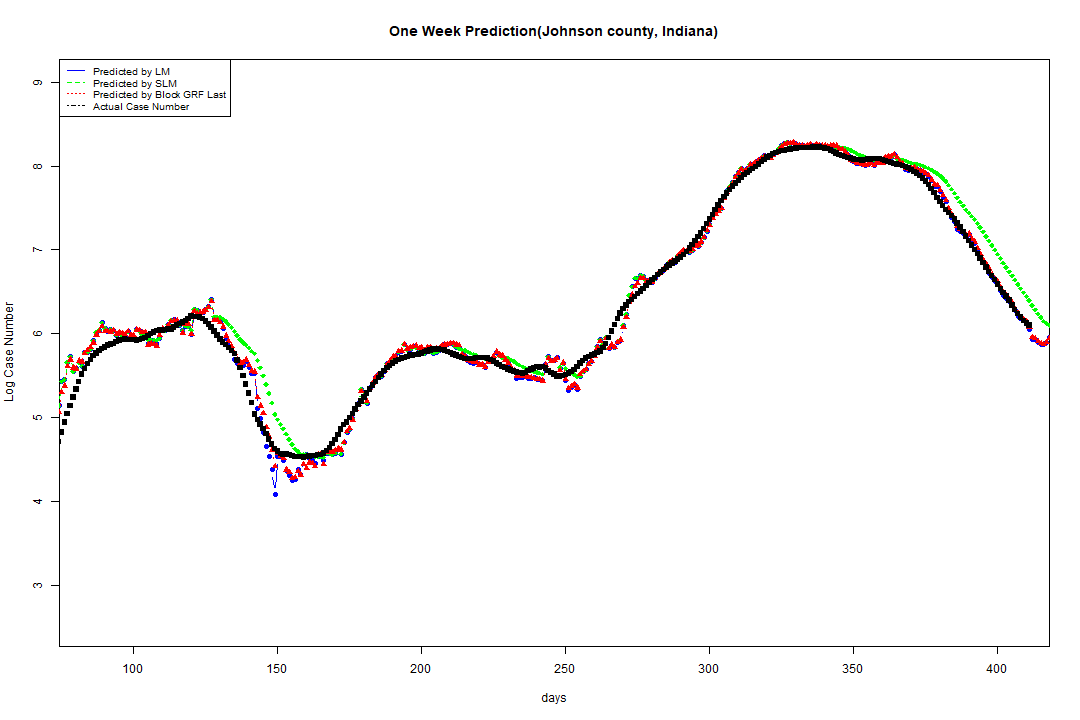 One Week Prediction(Johnson county, Indiana)
Predicted by LM
Predicted by SLM
Predicted by Block GRF Last
Actual Case Number
9
8
7
6
5
4
3
Log Case Number
100 150 200 250 300 350 400
days